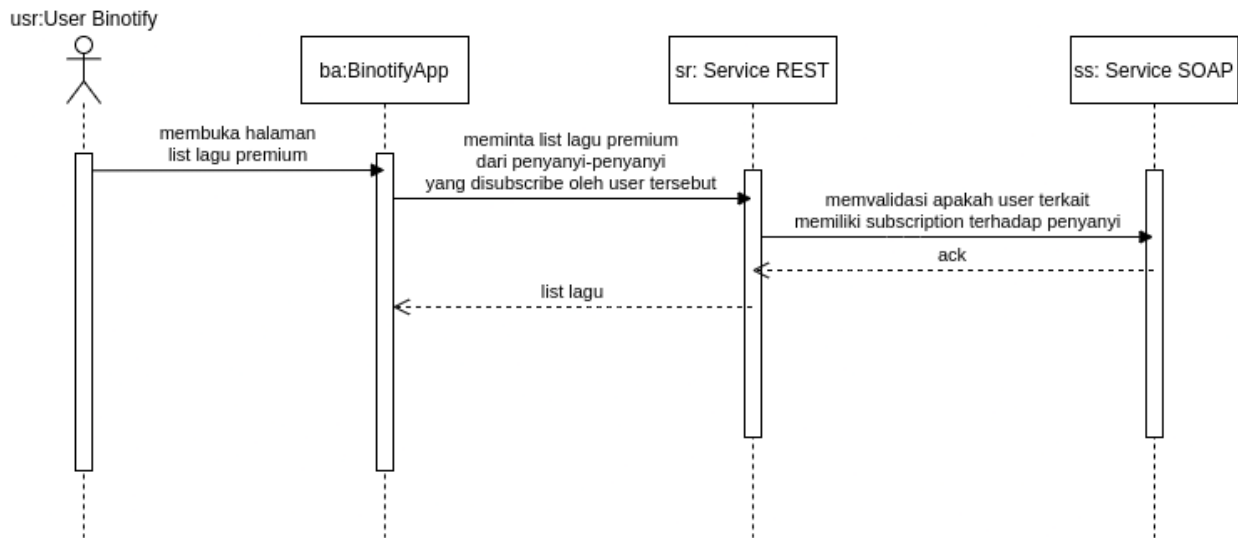 usr:User Binotify
ba:BinotifyApp
sr: Service REST
ss: Service SOAP
membuka halaman
list lagu premium
meminta list lagu premium
dari penyanyi-penyanyi
yang disubscribe oleh user tersebut
memvalidasi apakah user terkait
memiliki subscription terhadap penyanyi
ack
list lagu